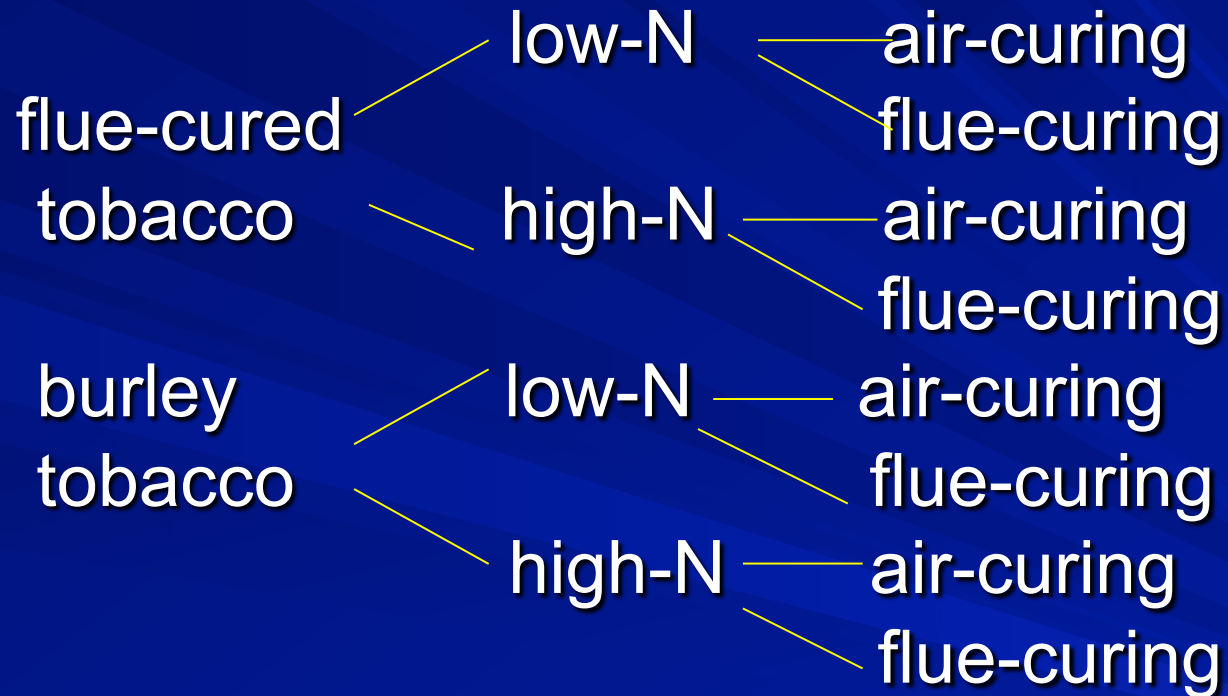 low-N air-curing
flue-cured flue-curing
tobacco high-N air-curing
flue-curing
burley low-N air-curing
tobacco flue-curing
high-N air-curing
flue-curing